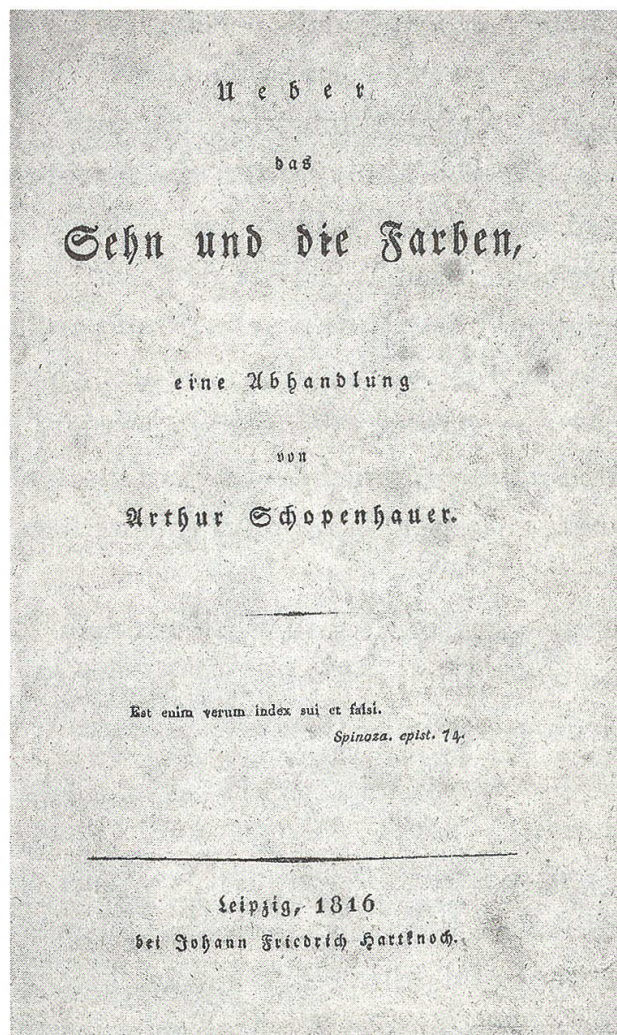 Ueber
das
Sehn und die Farben,
eine Abhandlung
von
Arthur Schopenhauer.
Est enim verum index sui et falsi.
Spinoza. epist. 74.
Leipzig, 1816
bei Johann Friedrich Hartknoch.